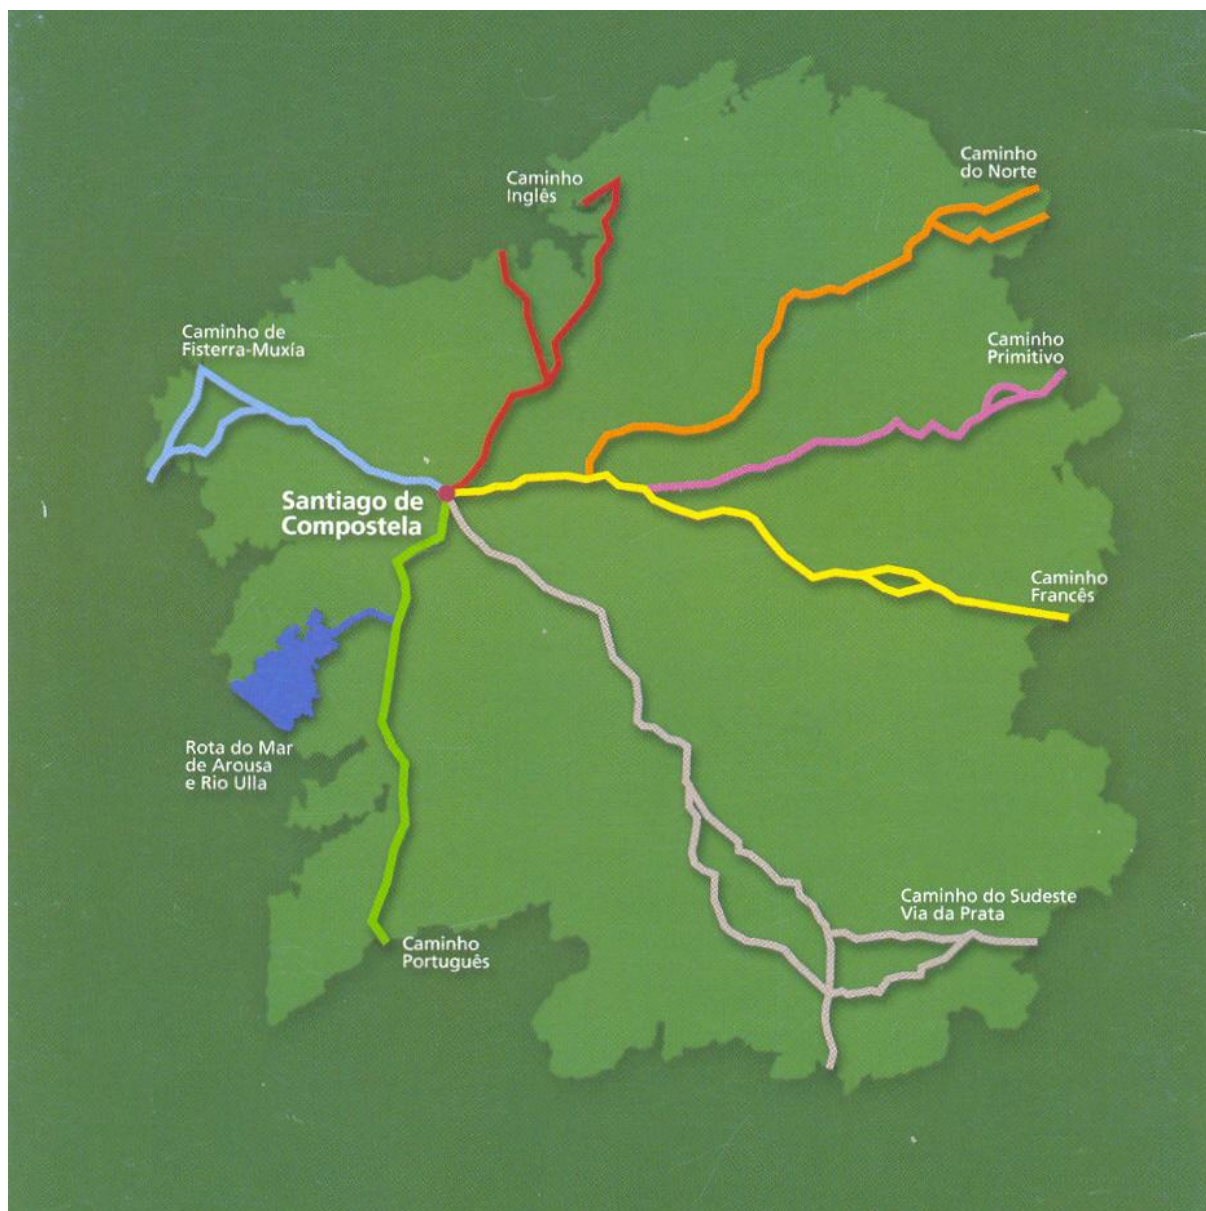 Caminho
do Norte
Caminho
Inglês
Caminho de
Fisterra-Muxía
Caminho
Primitivo
Santiago de
Compostela
Caminho
Francês
Rota do Mar
de Arousa
e Rio Ulla
Caminho do Sudeste
Via da Prata
Caminho
Português